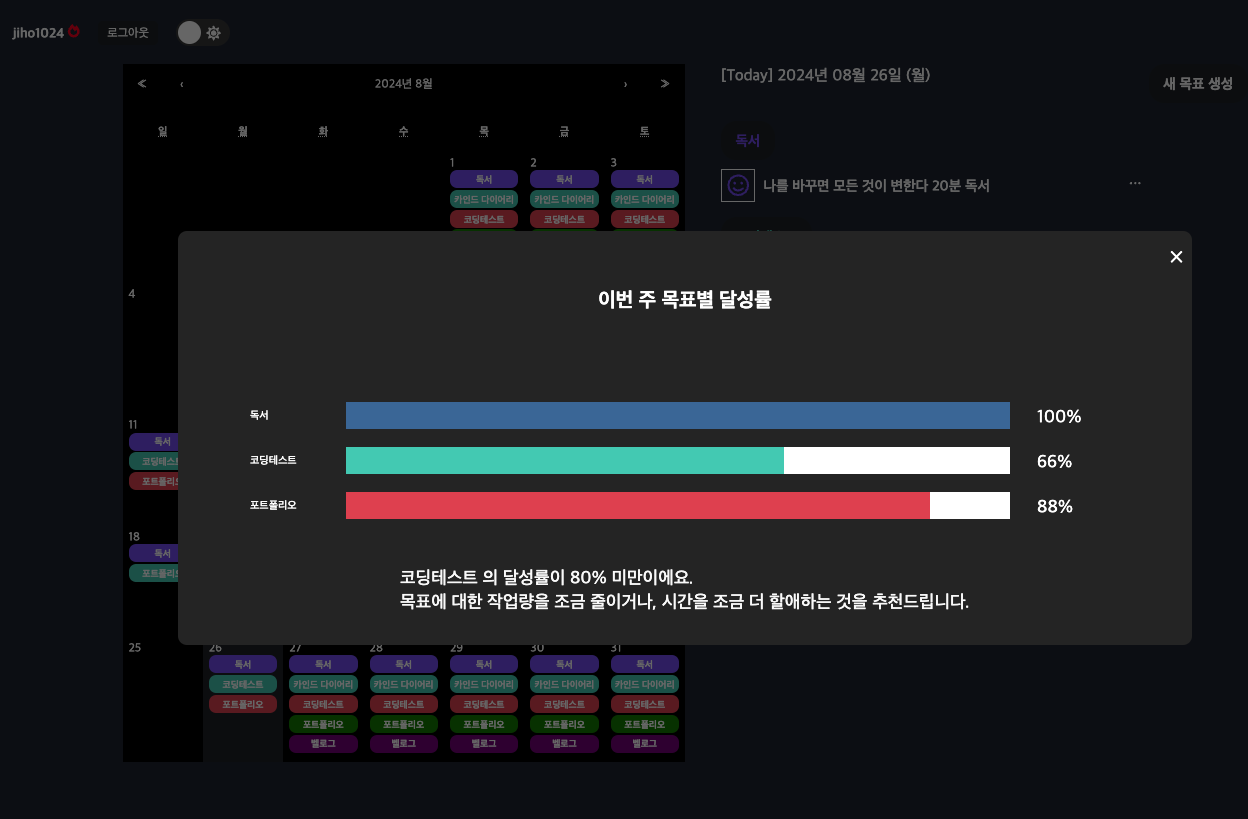 jiho1024
로그아웃
2024년 8월
일 월 화 수 목 금 토
1 2 3
독서 독서 독서
카인드 다이어리 카인드 다이어리 카인드 다이어리
코딩테스트 코딩테스트 코딩테스트
4
11
독서
코딩테스
포트폴리오
18
독서
포트폴리
25 26 27 28 29 30 31
독서 독서 독서 독서 독서 독서
코딩테스트 카인드 다이어리 카인드 다이어리 카인드 다이어리 카인드 다이어리 카인드 다이어리
포트폴리오 코딩테스트 코딩테스트 코딩테스트 코딩테스트 코딩테스트
포트폴리오 포트폴리오 포트폴리오 포트폴리오 포트폴리오
벨로그 벨로그 벨로그 벨로그 벨로그
[Today] 2024년 08월 26일 (월)
새 목표 생성
독서
나를 바꾸면 모든 것이 변한다 20분 독서
이번 주 목표별 달성률
독서 100%
코딩테스트 66%
포트폴리오 88%
코딩테스트 의 달성률이 80% 미만이에요.
목표에 대한 작업량을 조금 줄이거나, 시간을 조금 더 할애하는 것을 추천드립니다.